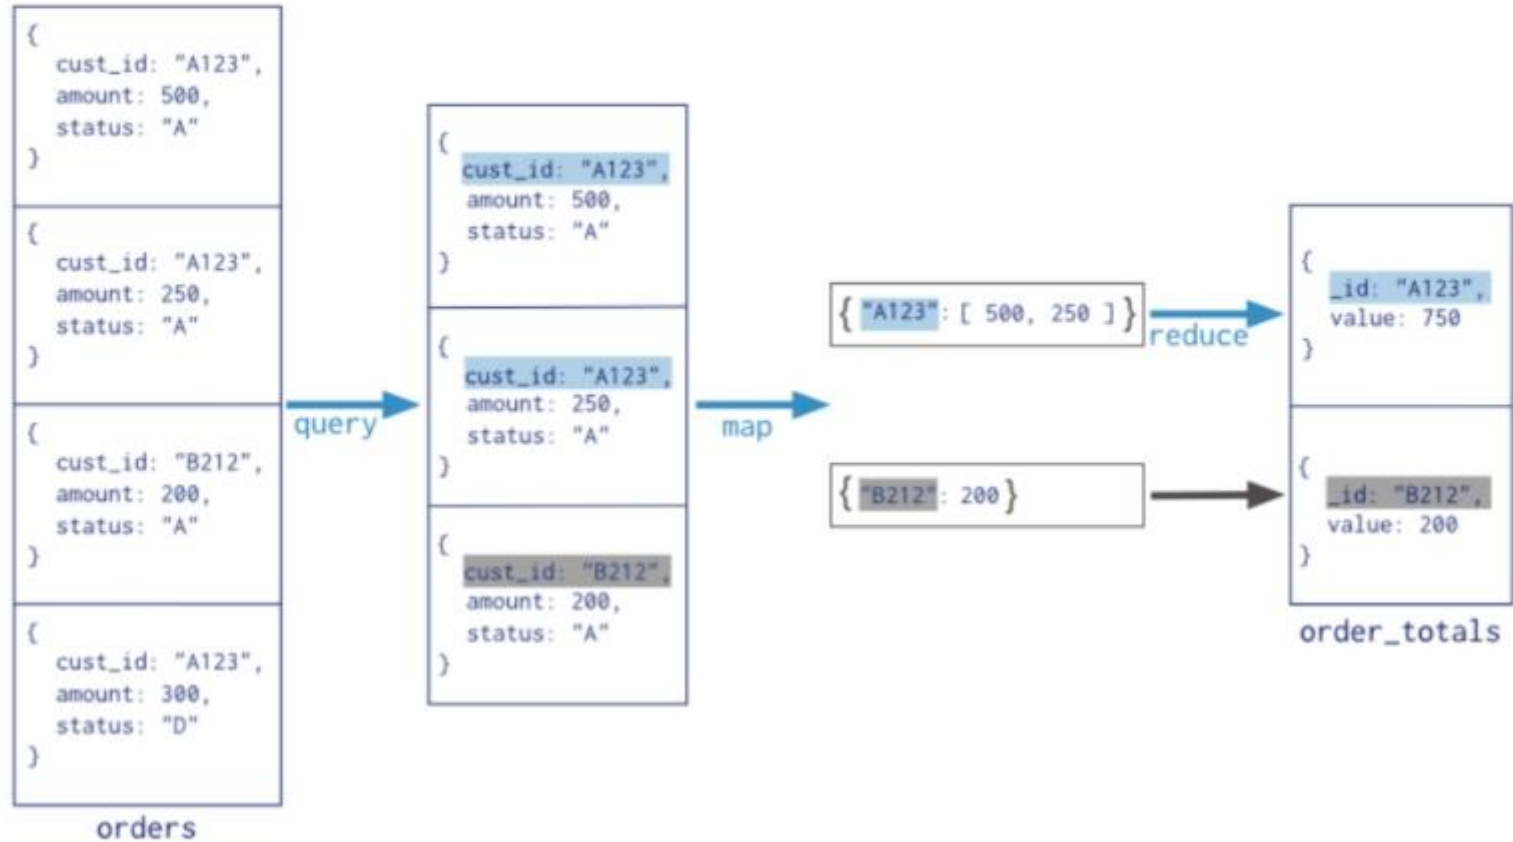 {
cust_id: "A123",
amount: 500,
status: "A"
}
{
cust_id: "A123",
amount: 250,
status: "A"
}
{
cust_id: "B212",
amount: 200,
status: "A"
}
{
cust_id: "A123",
amount: 300,
status: "D"
}
orders
query
{
cust_id: "A123",
amount: 500,
status: "A"
}
{
cust_id: "A123",
amount: 250,
status: "A"
}
{
cust_id: "B212",
amount: 200,
status: "A"
}
map
{ "A123": [ 500, 250 ] }
{ "B212": 200 }
reduce
{
_id: "A123",
value: 750
}
{
_id: "B212",
value: 200
}
order_totals